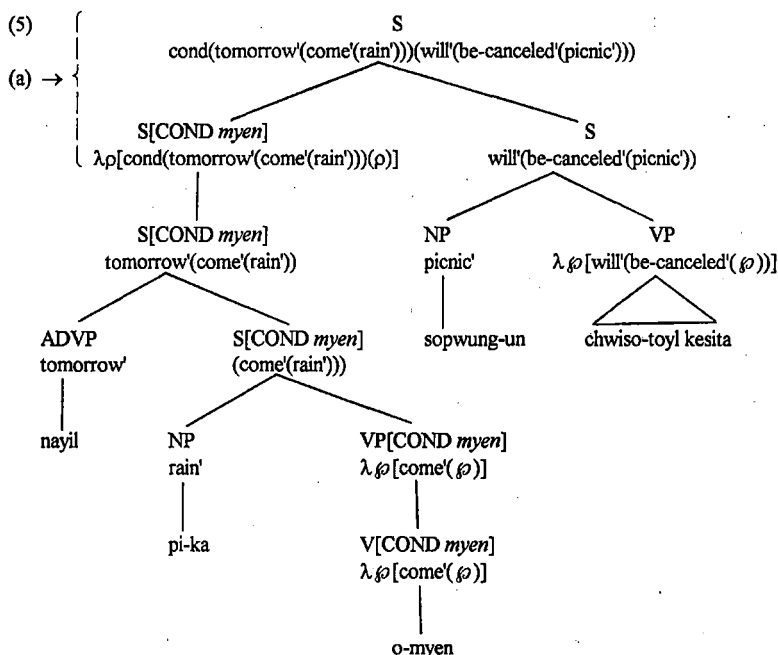 (5) S
cond(tomorrow'(come'(rain')))(will'(be-canceled'(picnic')))
(a) →
S[COND myen] S
λρ[cond(tomorrow'(come'(rain')))(ρ)] will'(be-canceled'(picnic'))
S[COND myen] NP VP
tomorrow'(come'(rain')) picnic' λ℘[will'(be-canceled'(℘))]
ADVP S[COND myen] sopwung-un chwiso-toyl kesita
tomorrow' (come'(rain')))
nayil NP VP[COND myen]
rain' λ℘[come'(℘)]
pi-ka V[COND myen]
λ℘[come'(℘)]
o-myen